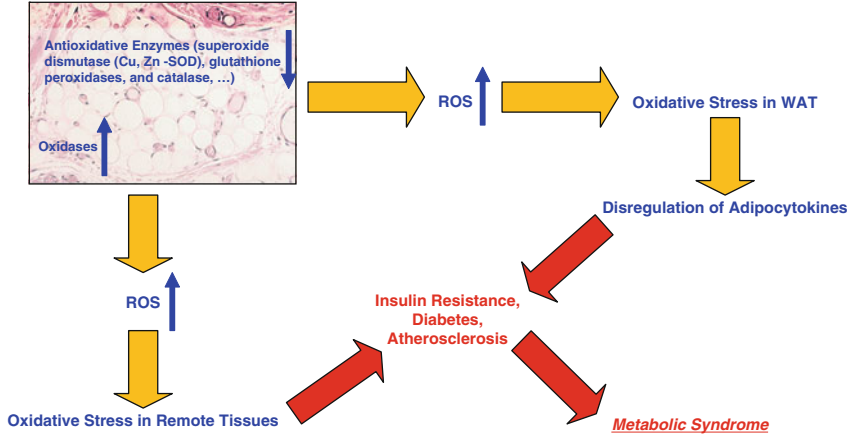 Antioxidative Enzymes (superoxide
dismutase (Cu, Zn -SOD), glutathione
peroxidases, and catalase, ...)
Oxidases
ROS
Oxidative Stress in WAT
Disregulation of Adipocytokines
ROS
Insulin Resistance,
Diabetes,
Atherosclerosis
Oxidative Stress in Remote Tissues
Metabolic Syndrome